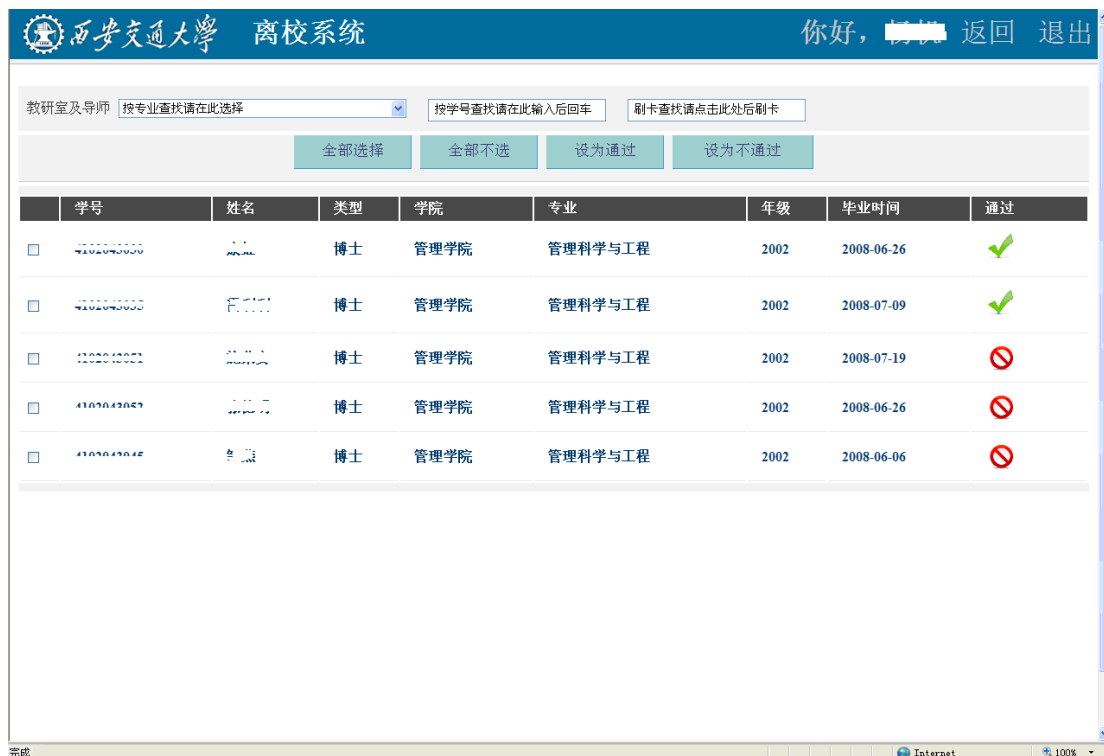 西安交通大学 离校系统 你好， 返回 退出
教研室及导师 按专业查找请在此选择 按学号查找请在此输入后回车 刷卡查找请点击此处后刷卡
全部选择 全部不选 设为通过 设为不通过
学号 姓名 类型 学院 专业 年级 毕业时间 通过
博士 管理学院 管理科学与工程 2002 2008-06-26
博士 管理学院 管理科学与工程 2002 2008-07-09
博士 管理学院 管理科学与工程 2002 2008-07-19
博士 管理学院 管理科学与工程 2002 2008-06-26
博士 管理学院 管理科学与工程 2002 2008-06-06
完成 Internet 100%